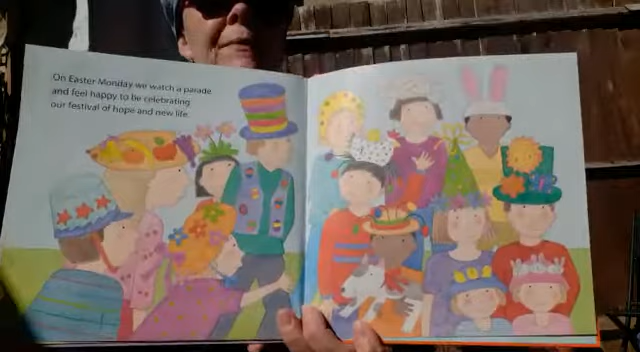 On Easter Monday we watch a parade
and feel happy to be celebrating
our festival of hope and new life.